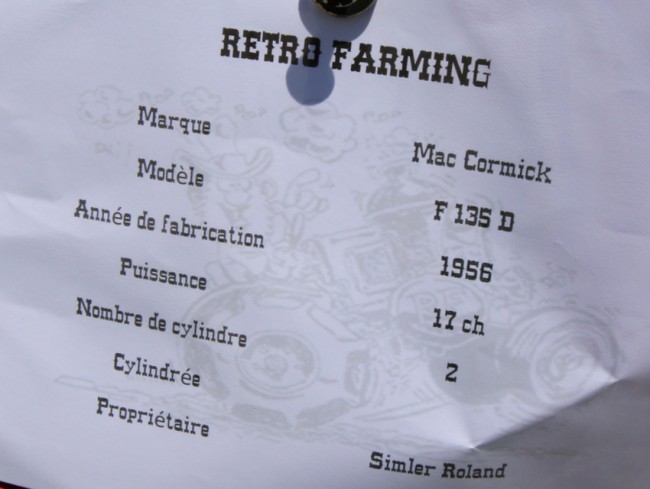 RETRO FARMING
Marque Mac Cormick
Modèle F 135 D
Année de fabrication 1956
Puissance 17 ch
Nombre de cylindre 2
Cylindrée
Propriétaire Simler Roland